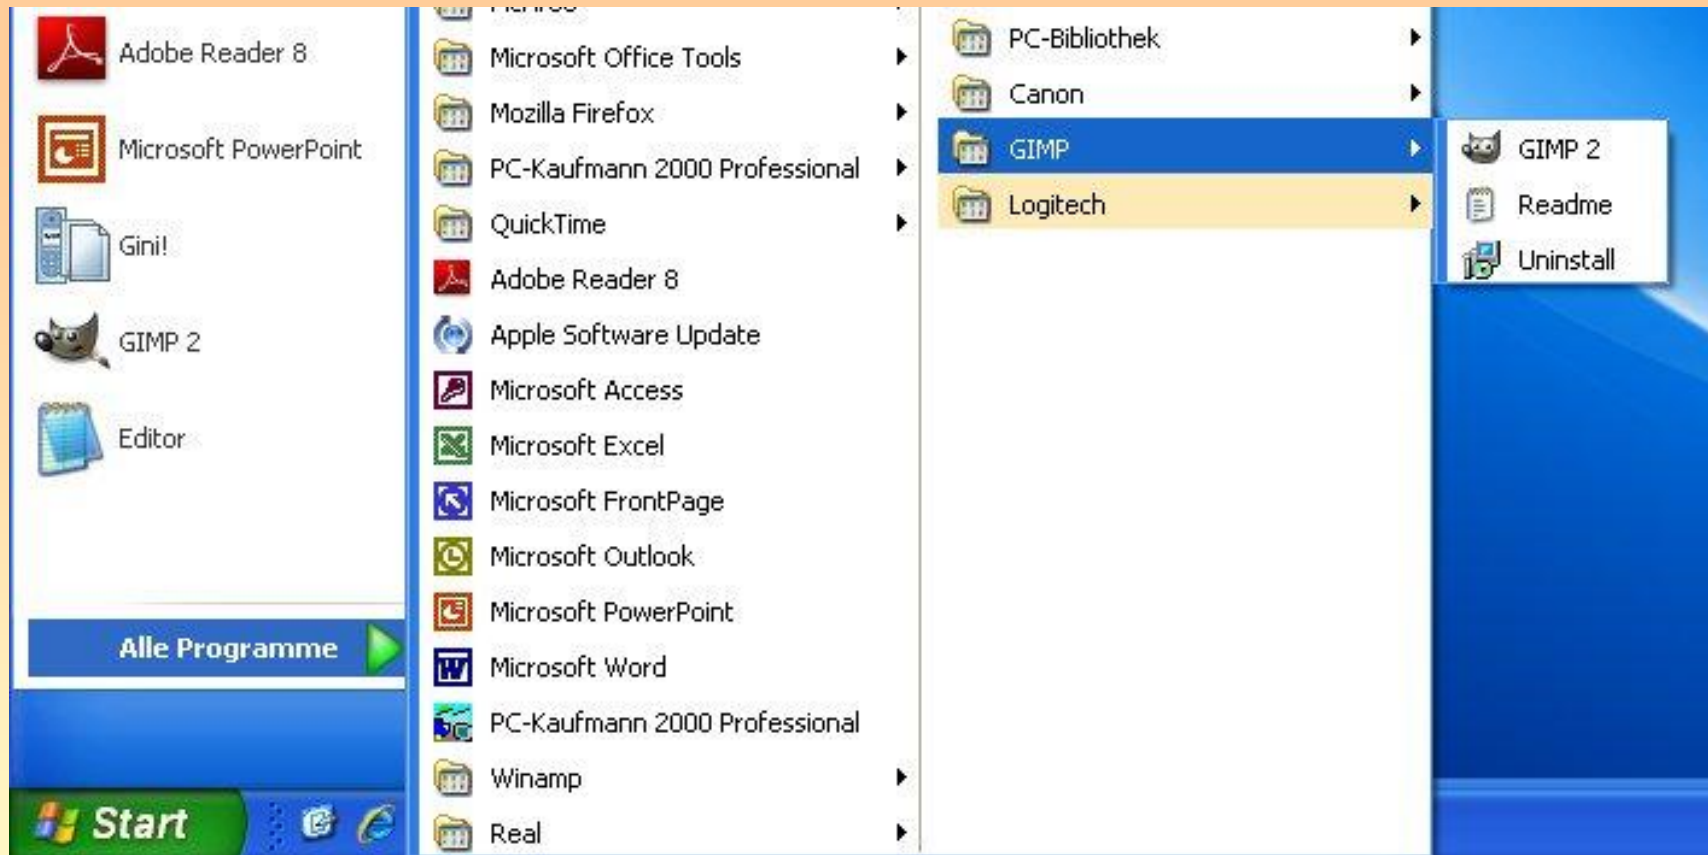 Adobe Reader 8
Microsoft PowerPoint
Gini!
GIMP 2
Editor
Alle Programme
Start
Microsoft Office Tools
Mozilla Firefox
PC-Kaufmann 2000 Professional
QuickTime
Adobe Reader 8
Apple Software Update
Microsoft Access
Microsoft Excel
Microsoft FrontPage
Microsoft Outlook
Microsoft PowerPoint
Microsoft Word
PC-Kaufmann 2000 Professional
Winamp
Real
PC-Bibliothek
Canon
GIMP
Logitech
GIMP 2
Readme
Uninstall